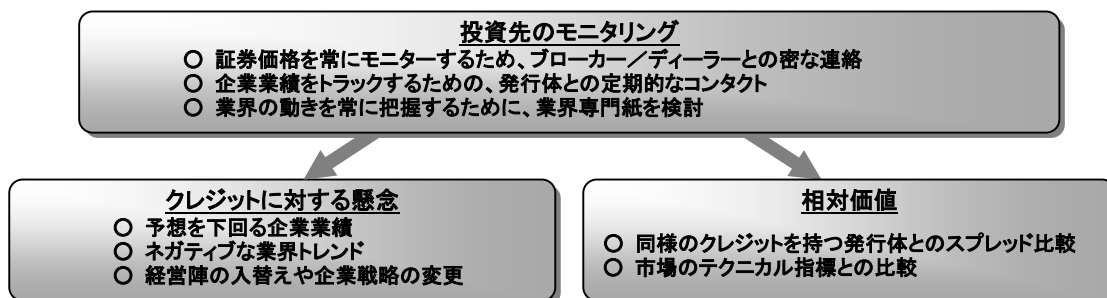 投資先のモニタリング
○ 証券価格を常にモニターするため、ブローカー／ディーラーとの密な連絡
○ 企業業績をトラックするための、発行体との定期的なコンタクト
○ 業界の動きを常に把握するために、業界専門紙を検討
クレジットに対する懸念
○ 予想を下回る企業業績
○ ネガティブな業界トレンド
○ 経営陣の入替えや企業戦略の変更
相対価値
○ 同様のクレジットを持つ発行体とのスプレッド比較
○ 市場のテクニカル指標との比較